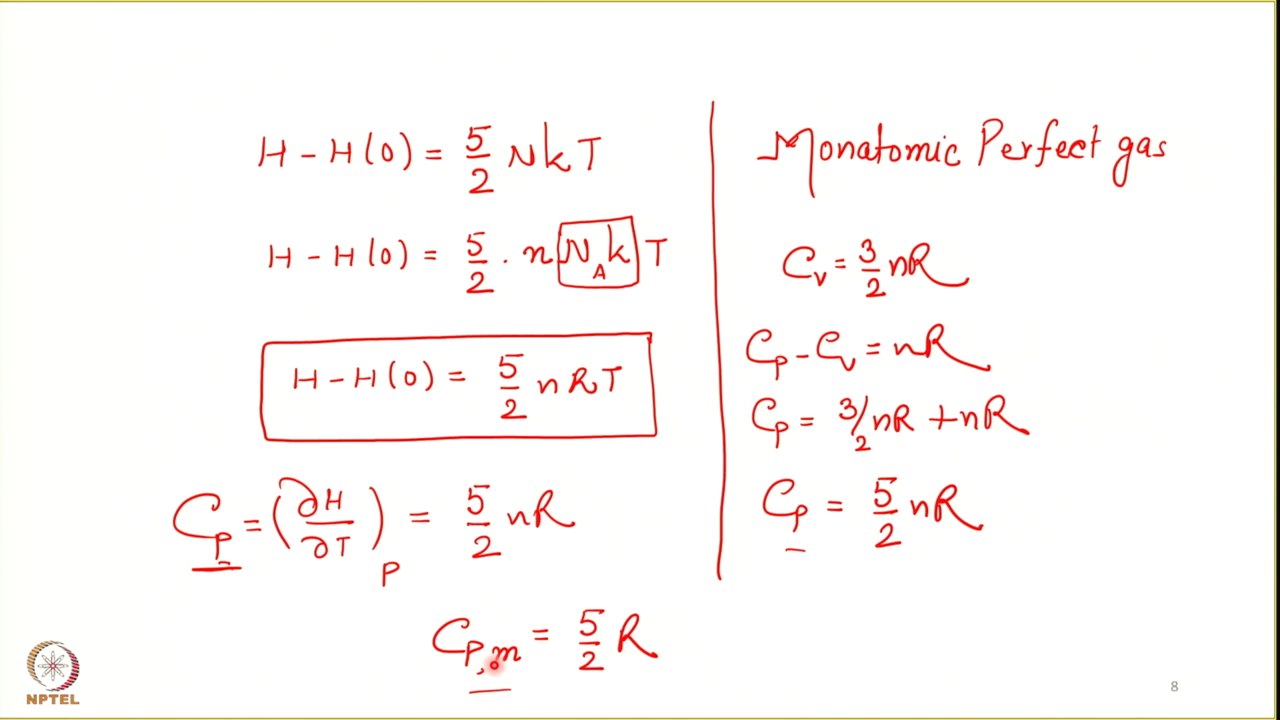 H - H(0) = 5/2 NkT
H - H(0) = 5/2 . n N_A k T
H - H(0) = 5/2 nRT
C_p = (∂H/∂T)_P = 5/2 nR
C_P,m = 5/2 R
Monatomic Perfect gas
C_v = 3/2 nR
C_p - C_v = nR
C_p = 3/2 nR + nR
C_p = 5/2 nR
NPTEL
8